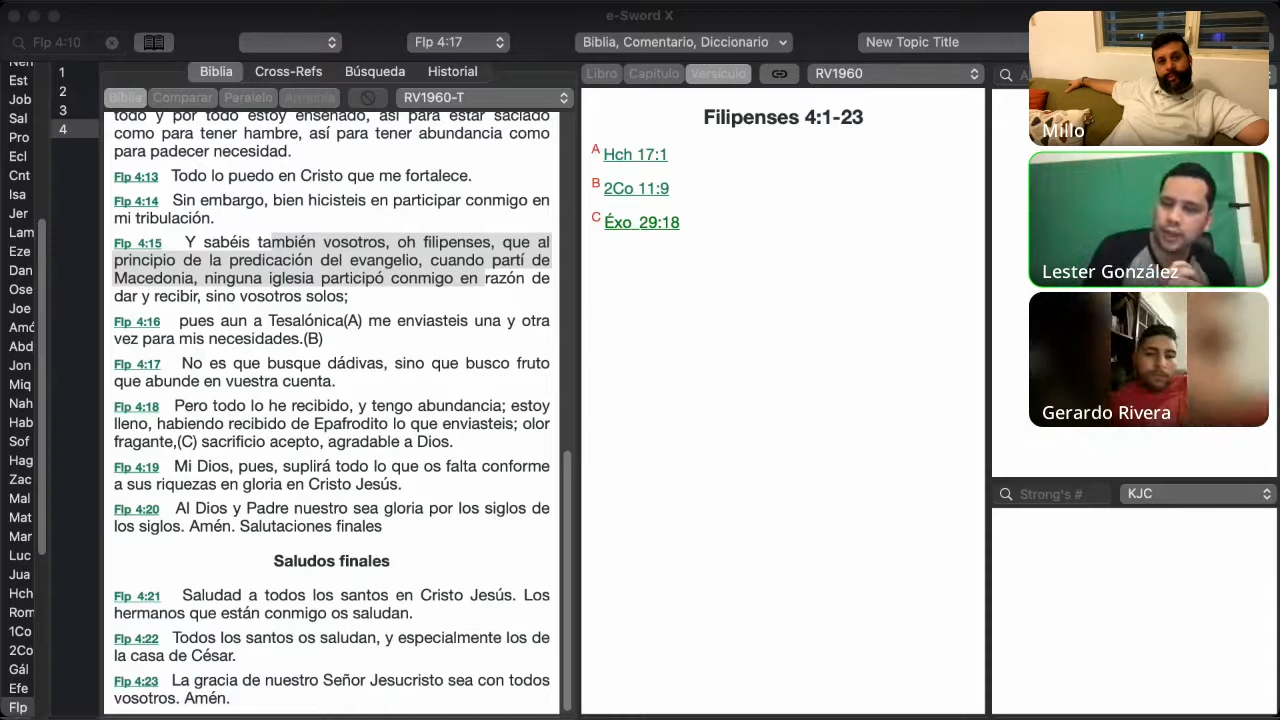 e-Sword X
Flp 4:10
Flp 4:17
Biblia, Comentario, Diccionario
New Topic Title
Biblia
Cross-Refs
Búsqueda
Historial
Biblia
Comparar
Paralelo
Armonía
RV1960-T
Libro
Capítulo
Versículo
RV1960
Est
Job
Sal
Pro
Ecl
Cnt
Isa
Jer
Lam
Eze
Dan
Ose
Joe
Amó
Abd
Jon
Miq
Nah
Hab
Sof
Hag
Zac
Mal
Mat
Mar
Luc
Jua
Hch
Rom
1Co
2Co
Gál
Efe
Flp
1
2
3
4
todo y por todo estoy enseñado, así para estar saciado
como para tener hambre, así para tener abundancia como
para padecer necesidad.
Flp 4:13 Todo lo puedo en Cristo que me fortalece.
Flp 4:14 Sin embargo, bien hicisteis en participar conmigo en
mi tribulación.
Flp 4:15 Y sabéis también vosotros, oh filipenses, que al
principio de la predicación del evangelio, cuando partí de
Macedonia, ninguna iglesia participó conmigo en razón de
dar y recibir, sino vosotros solos;
Flp 4:16 pues aun a Tesalónica(A) me enviasteis una y otra
vez para mis necesidades.(B)
Flp 4:17 No es que busque dádivas, sino que busco fruto
que abunde en vuestra cuenta.
Flp 4:18 Pero todo lo he recibido, y tengo abundancia; estoy
lleno, habiendo recibido de Epafrodito lo que enviasteis; olor
fragante,(C) sacrificio acepto, agradable a Dios.
Flp 4:19 Mi Dios, pues, suplirá todo lo que os falta conforme
a sus riquezas en gloria en Cristo Jesús.
Flp 4:20 Al Dios y Padre nuestro sea gloria por los siglos de
los siglos. Amén. Salutaciones finales
Saludos finales
Flp 4:21 Saludad a todos los santos en Cristo Jesús. Los
hermanos que están conmigo os saludan.
Flp 4:22 Todos los santos os saludan, y especialmente los de
la casa de César.
Flp 4:23 La gracia de nuestro Señor Jesucristo sea con todos
vosotros. Amén.
Filipenses 4:1-23
A Hch 17:1
B 2Co 11:9
C Éxo 29:18
Millo
Lester González
Gerardo Rivera
Strong's #
KJC